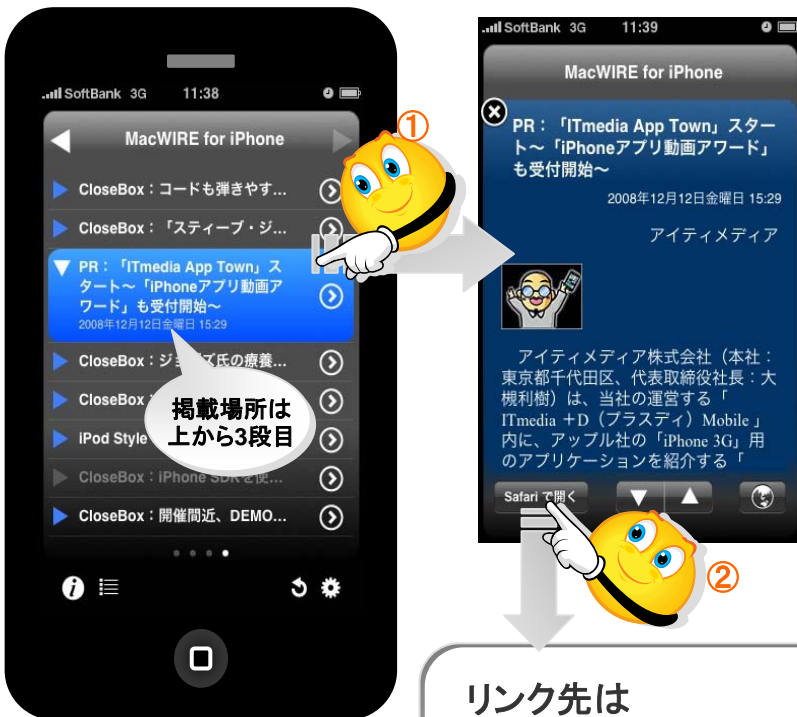 SoftBank 3G 11:38
MacWIRE for iPhone
CloseBox：コードも弾きやす...
CloseBox：「スティーブ・ジ...
PR：「ITmedia App Town」ス
タート～「iPhoneアプリ動画ア
ワード」も受付開始～
2008年12月12日金曜日 15:29
CloseBox：ジョ ズ氏の療養...
CloseBox
iPod Style
CloseBox：iPhone SDKを使...
CloseBox：開催間近、DEMO...
掲載場所は
上から3段目
①
SoftBank 3G 11:39
MacWIRE for iPhone
PR：「ITmedia App Town」スター
ト～「iPhoneアプリ動画アワード」
も受付開始～
2008年12月12日金曜日 15:29
アイティメディア
アイティメディア株式会社（本社：
東京都千代田区、代表取締役社長：大
槻利樹）は、当社の運営する「
ITmedia +D（プラスディ）Mobile」
内に、アップル社の「iPhone 3G」用
のアプリケーションを紹介する「
Safari で開く
②
リンク先は